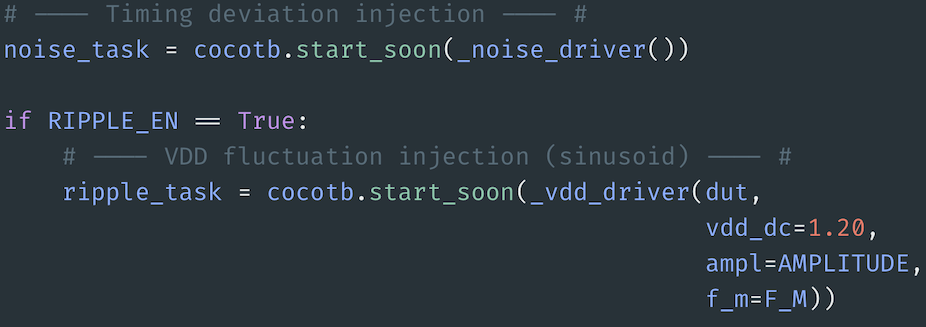 # ---- Timing deviation injection ---- #
noise_task = cocotb.start_soon(_noise_driver())

if RIPPLE_EN == True:
    # ---- VDD fluctuation injection (sinusoid) ---- #
    ripple_task = cocotb.start_soon(_vdd_driver(dut,
                                                vdd_dc=1.20,
                                                ampl=AMPLITUDE,
                                                f_m=F_M))